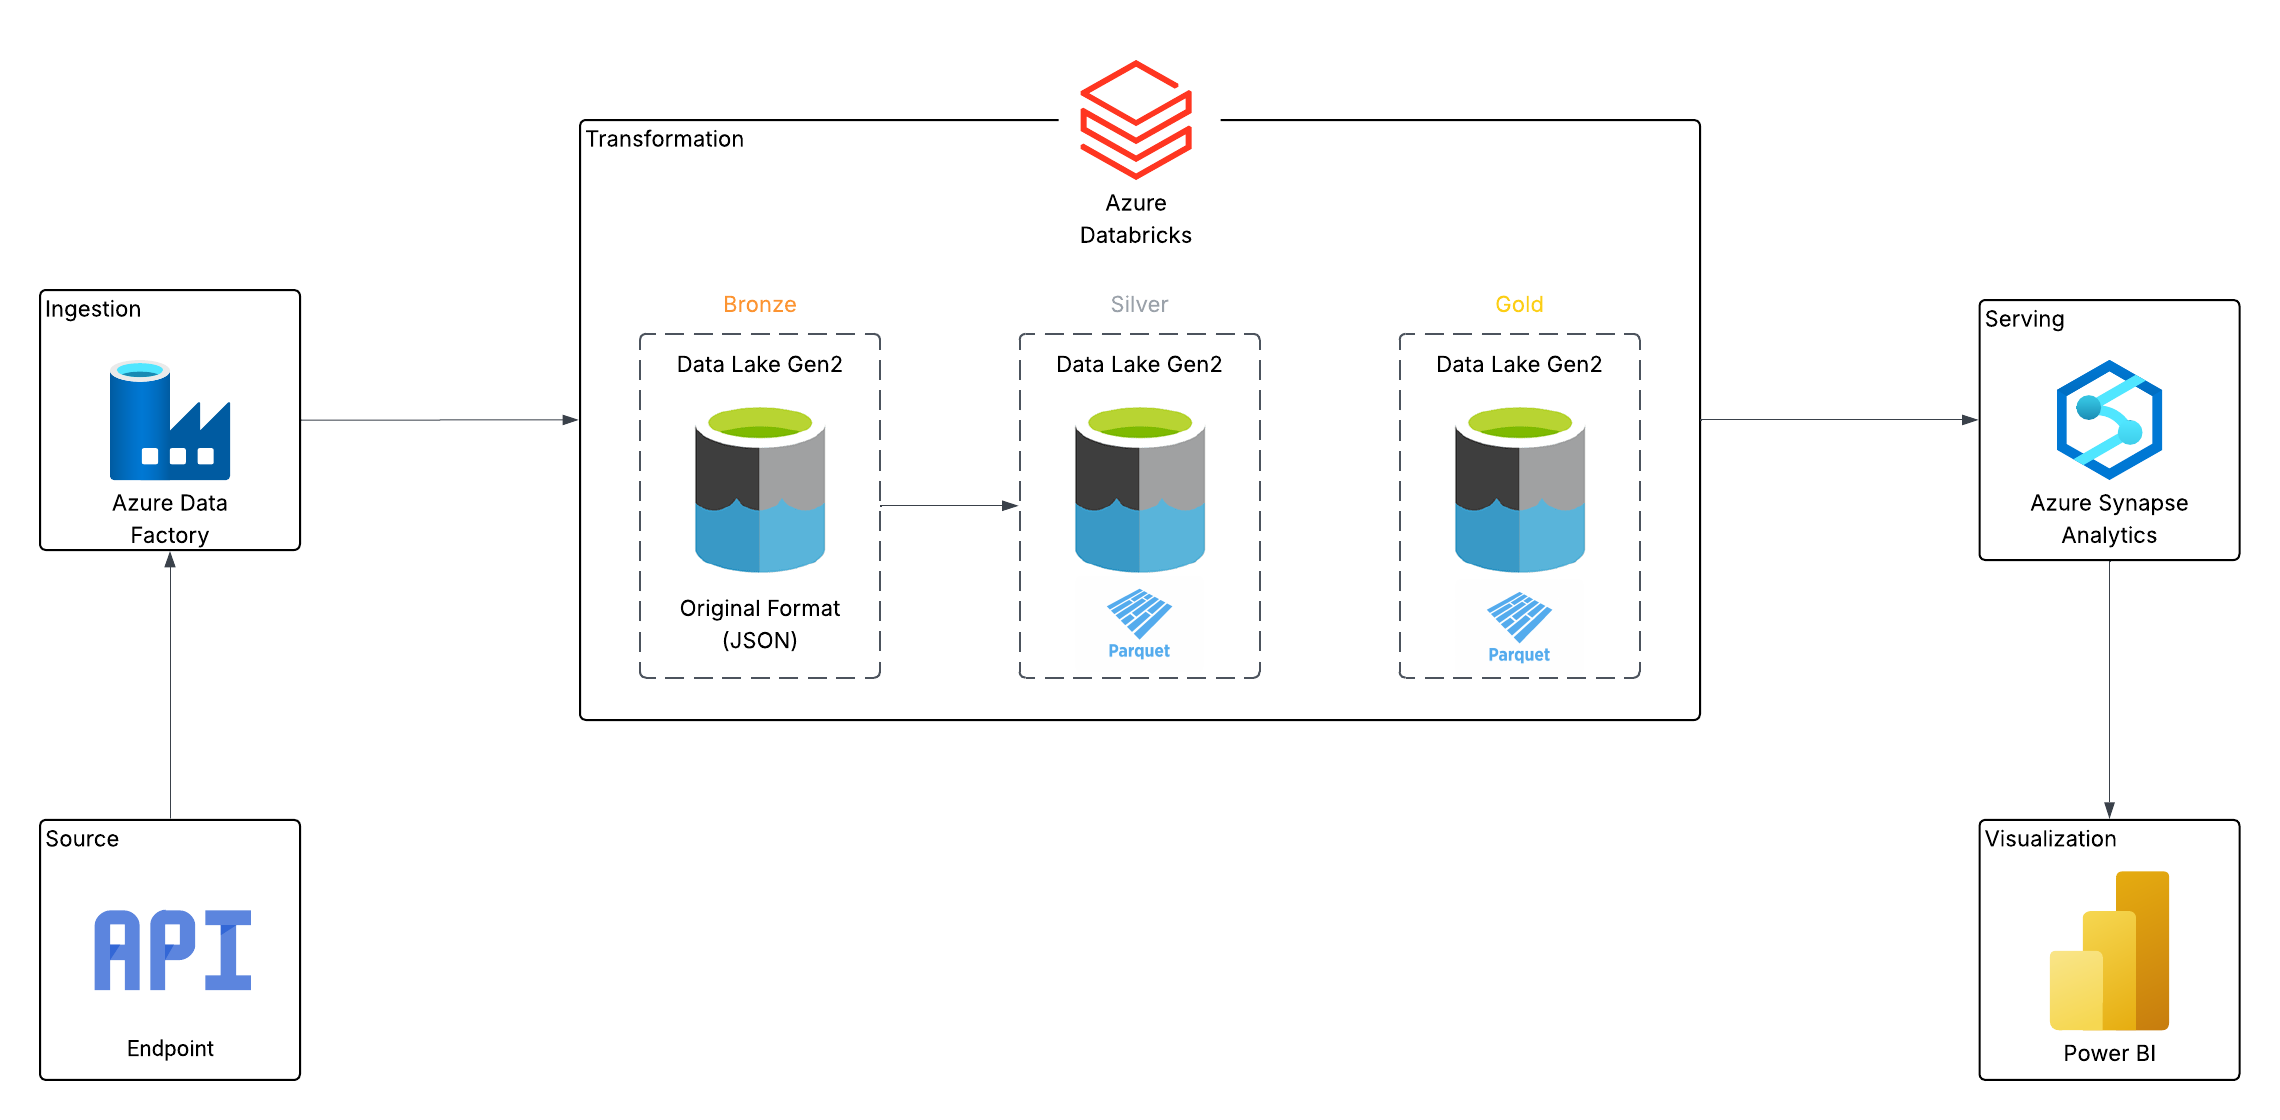 Transformation
Azure
Databricks
Ingestion
Azure Data
Factory
Bronze
Data Lake Gen2
Original Format
(JSON)
Silver
Data Lake Gen2
Parquet
Gold
Data Lake Gen2
Parquet
Serving
Azure Synapse
Analytics
Source
API
Endpoint
Visualization
Power BI